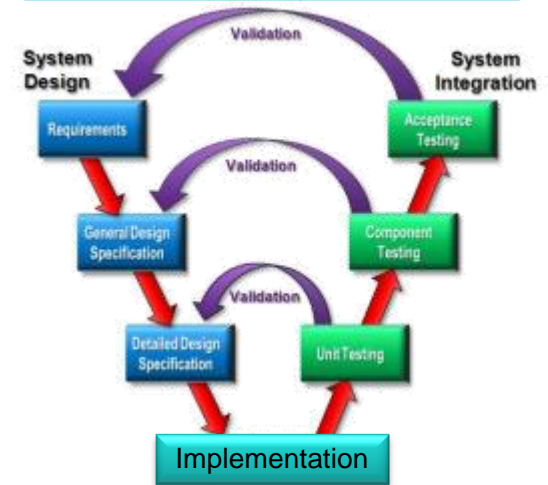 Validation
System
Design
System
Integration
Requirements
Acceptance
Testing
Validation
General Design
Specification
Component
Testing
Validation
Detailed Design
Specification
Unit Testing
Implementation